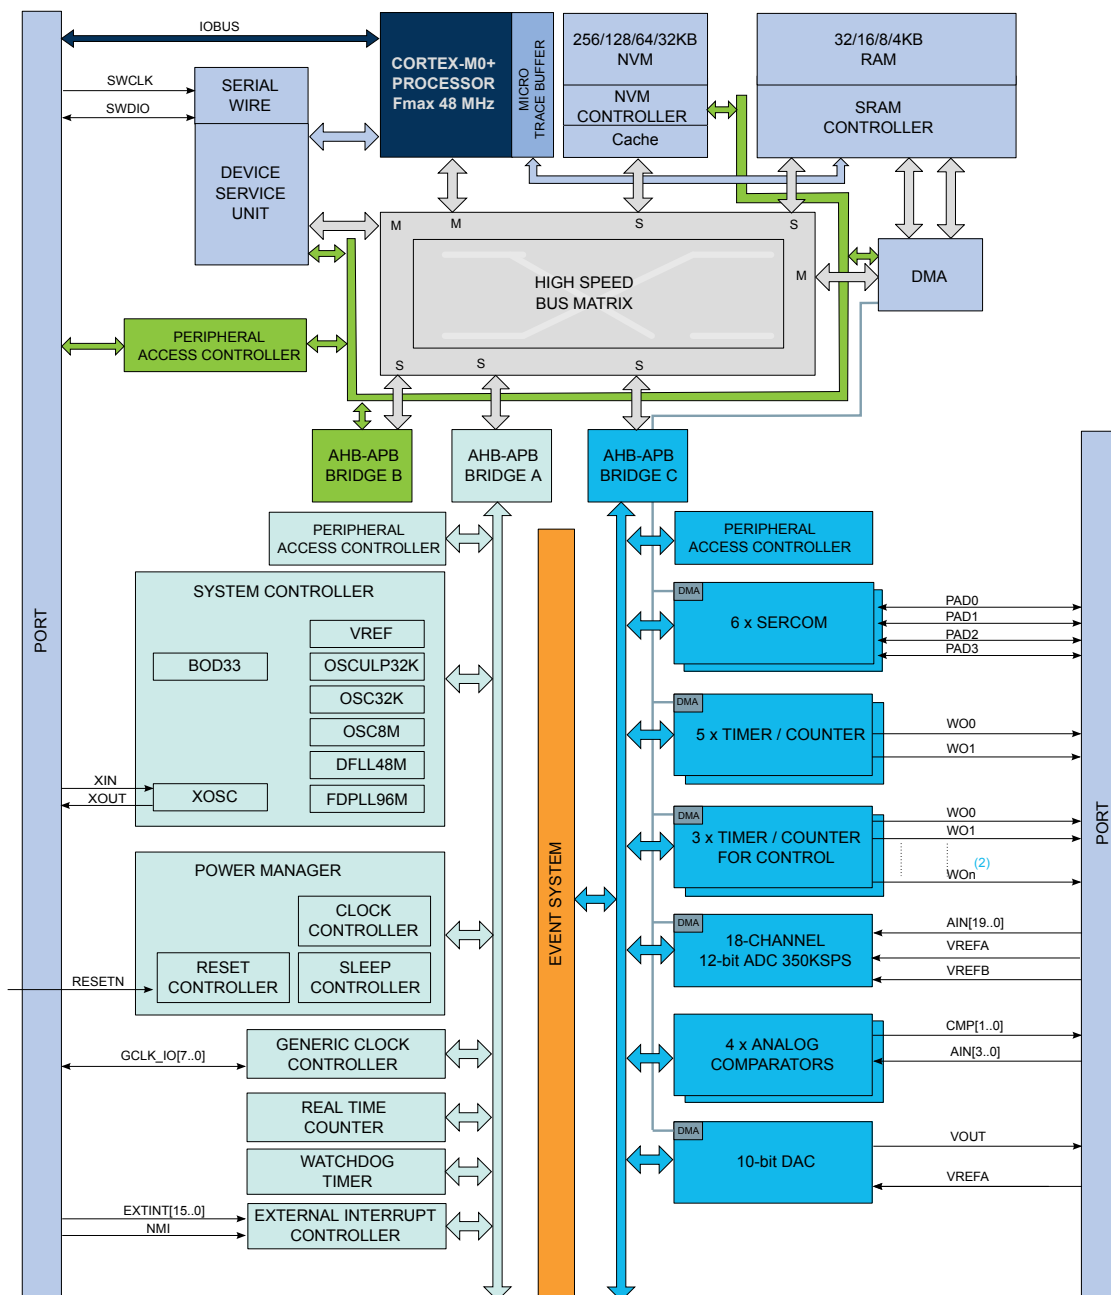 IOBUS
CORTEX-M0+
PROCESSOR
Fmax 48 MHz
MICRO
TRACE BUFFER
256/128/64/32KB
NVM
NVM
CONTROLLER
Cache
32/16/8/4KB
RAM
SRAM
CONTROLLER
SWCLK
SWDIO
SERIAL
WIRE
DEVICE
SERVICE
UNIT
M
M
S
S
M
HIGH SPEED
BUS MATRIX
DMA
PERIPHERAL
ACCESS CONTROLLER
S
S
S
AHB-APB
BRIDGE B
AHB-APB
BRIDGE A
AHB-APB
BRIDGE C
PORT
PORT
EVENT SYSTEM
PERIPHERAL
ACCESS CONTROLLER
SYSTEM CONTROLLER
VREF
BOD33
OSCULP32K
OSC32K
OSC8M
DFLL48M
XOSC
FDPLL96M
XIN
XOUT
POWER MANAGER
CLOCK
CONTROLLER
RESET
CONTROLLER
SLEEP
CONTROLLER
RESETN
GENERIC CLOCK
CONTROLLER
GCLK_IO[7..0]
REAL TIME
COUNTER
WATCHDOG
TIMER
EXTERNAL INTERRUPT
CONTROLLER
EXTINT[15..0]
NMI
PERIPHERAL
ACCESS CONTROLLER
DMA
6 x SERCOM
PAD0
PAD1
PAD2
PAD3
DMA
5 x TIMER / COUNTER
WO0
WO1
DMA
3 x TIMER / COUNTER
FOR CONTROL
WO0
WO1
(2)
WOn
DMA
18-CHANNEL
12-bit ADC 350KSPS
AIN[19..0]
VREFA
VREFB
4 x ANALOG
COMPARATORS
CMP[1..0]
AIN[3..0]
DMA
10-bit DAC
VOUT
VREFA